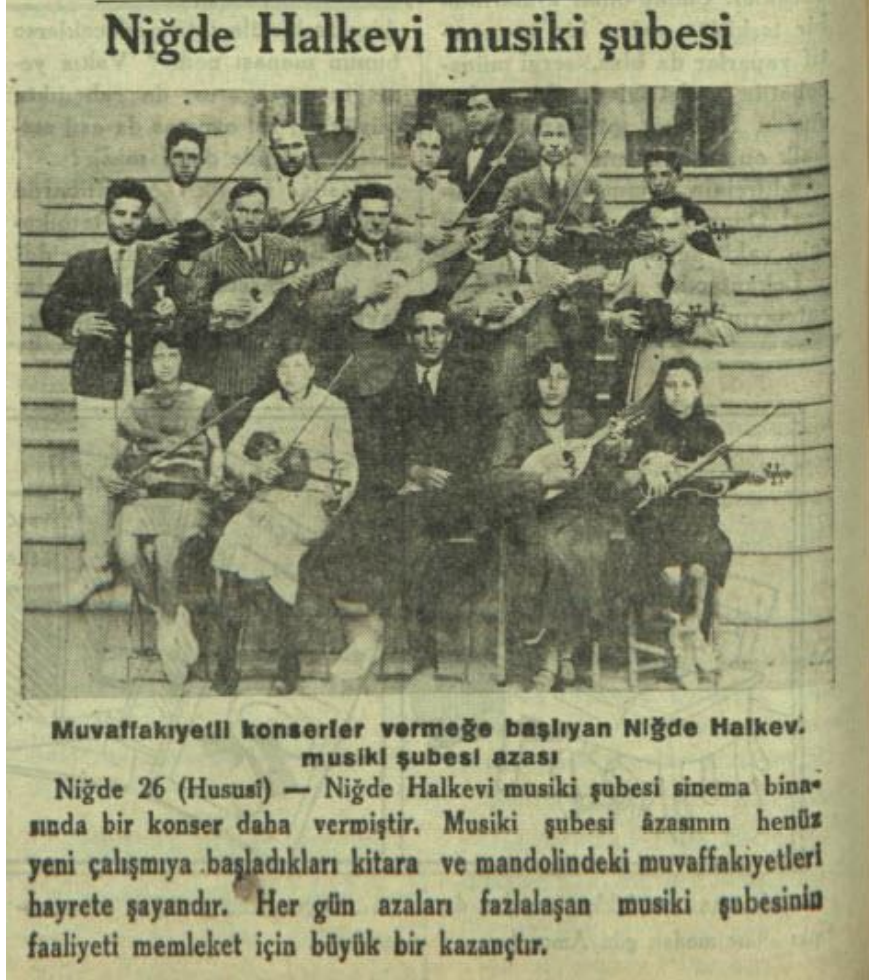 Niğde Halkevi musiki şubesi
Muvaffakıyetli konserler vermeğe başlıyan Niğde Halkev.
musiki şubesi azası
Niğde 26 (Hususî) — Niğde Halkevi musiki şubesi sinema bina-
sında bir konser daha vermiştir. Musiki şubesi âzasının henüz
yeni çalışmıya başladıkları kitara ve mandolindeki muvaffakiyetleri
hayrete şayandır. Her gün azaları fazlalaşan musiki şubesinin
faaliyeti memleket için büyük bir kazançtır.